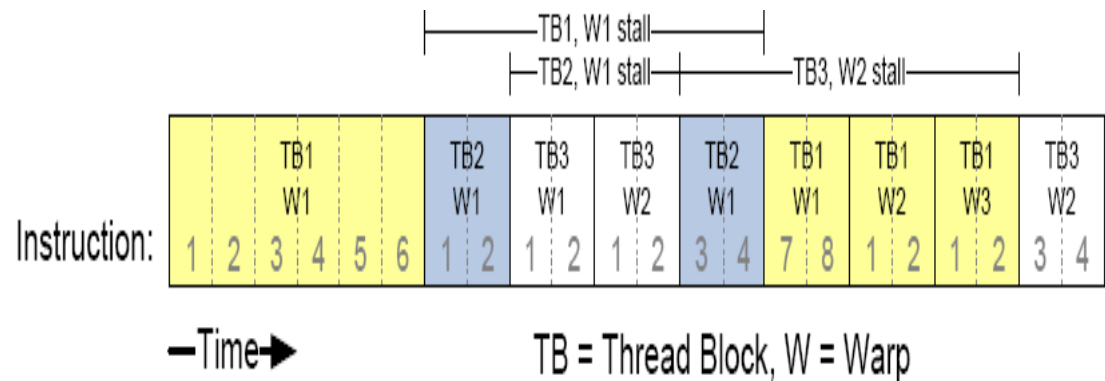 TB1, W1 stall
TB2, W1 stall TB3, W2 stall
TB1 TB2 TB3 TB3 TB2 TB1 TB1 TB1 TB3
W1 W1 W1 W2 W1 W1 W2 W3 W2
Instruction: 1 2 3 4 5 6 1 2 1 2 1 2 3 4 7 8 1 2 1 2 3 4
Time TB = Thread Block, W = Warp